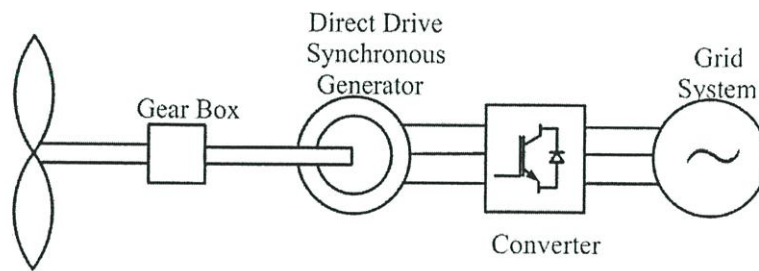 Direct Drive
Synchronous
Generator
Grid
System
Gear Box
Converter